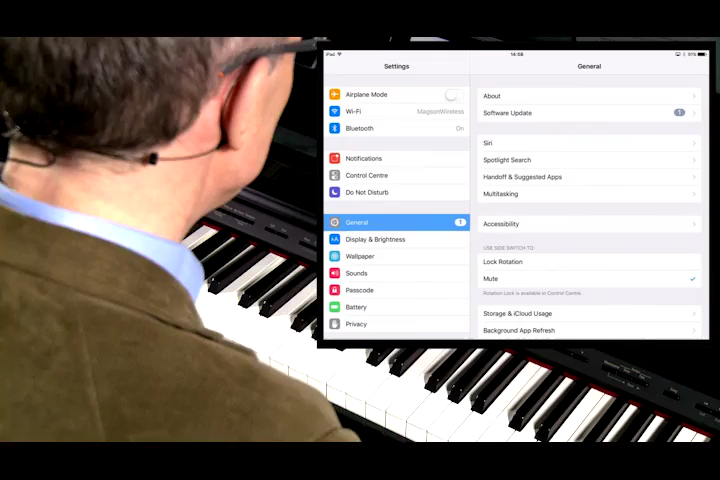 iPad
14:58
91%
Settings
General
Airplane Mode
Wi-Fi MagsonWireless
Bluetooth On
Notifications
Control Centre
Do Not Disturb
General 1
Display & Brightness
Wallpaper
Sounds
Passcode
Battery
Privacy
About
Software Update 1
Siri
Spotlight Search
Handoff & Suggested Apps
Multitasking
Accessibility
USE SIDE SWITCH TO:
Lock Rotation
Mute
Rotation Lock is available in Control Centre.
Storage & iCloud Usage
Background App Refresh